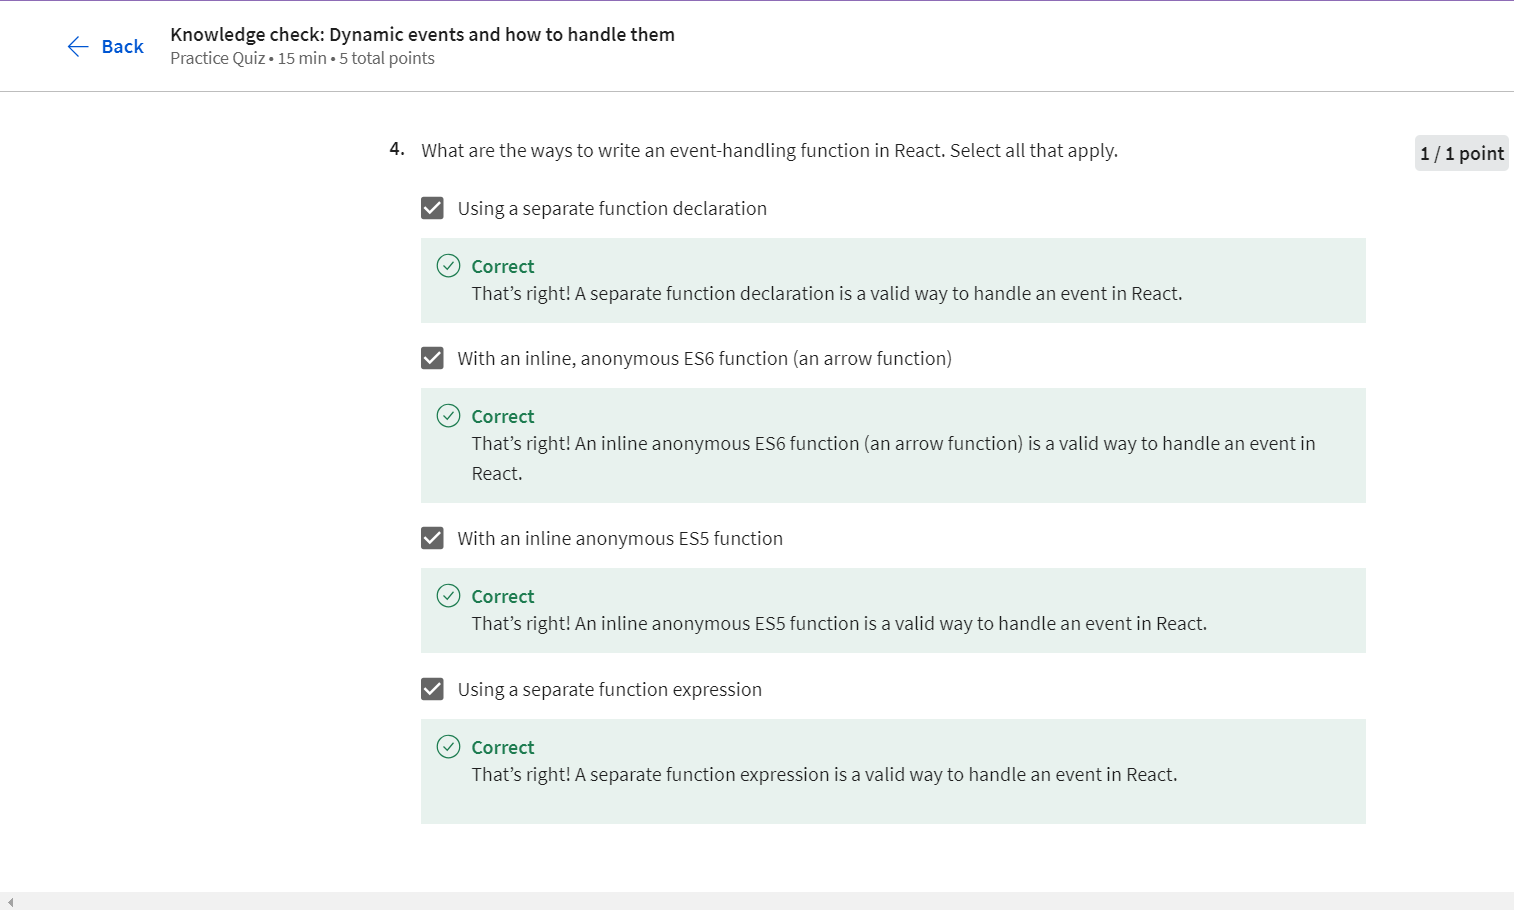 Back
Knowledge check: Dynamic events and how to handle them
Practice Quiz • 15 min • 5 total points
4. What are the ways to write an event-handling function in React. Select all that apply.
1 / 1 point
Using a separate function declaration
Correct
That’s right! A separate function declaration is a valid way to handle an event in React.
With an inline, anonymous ES6 function (an arrow function)
Correct
That’s right! An inline anonymous ES6 function (an arrow function) is a valid way to handle an event in
React.
With an inline anonymous ES5 function
Correct
That’s right! An inline anonymous ES5 function is a valid way to handle an event in React.
Using a separate function expression
Correct
That’s right! A separate function expression is a valid way to handle an event in React.